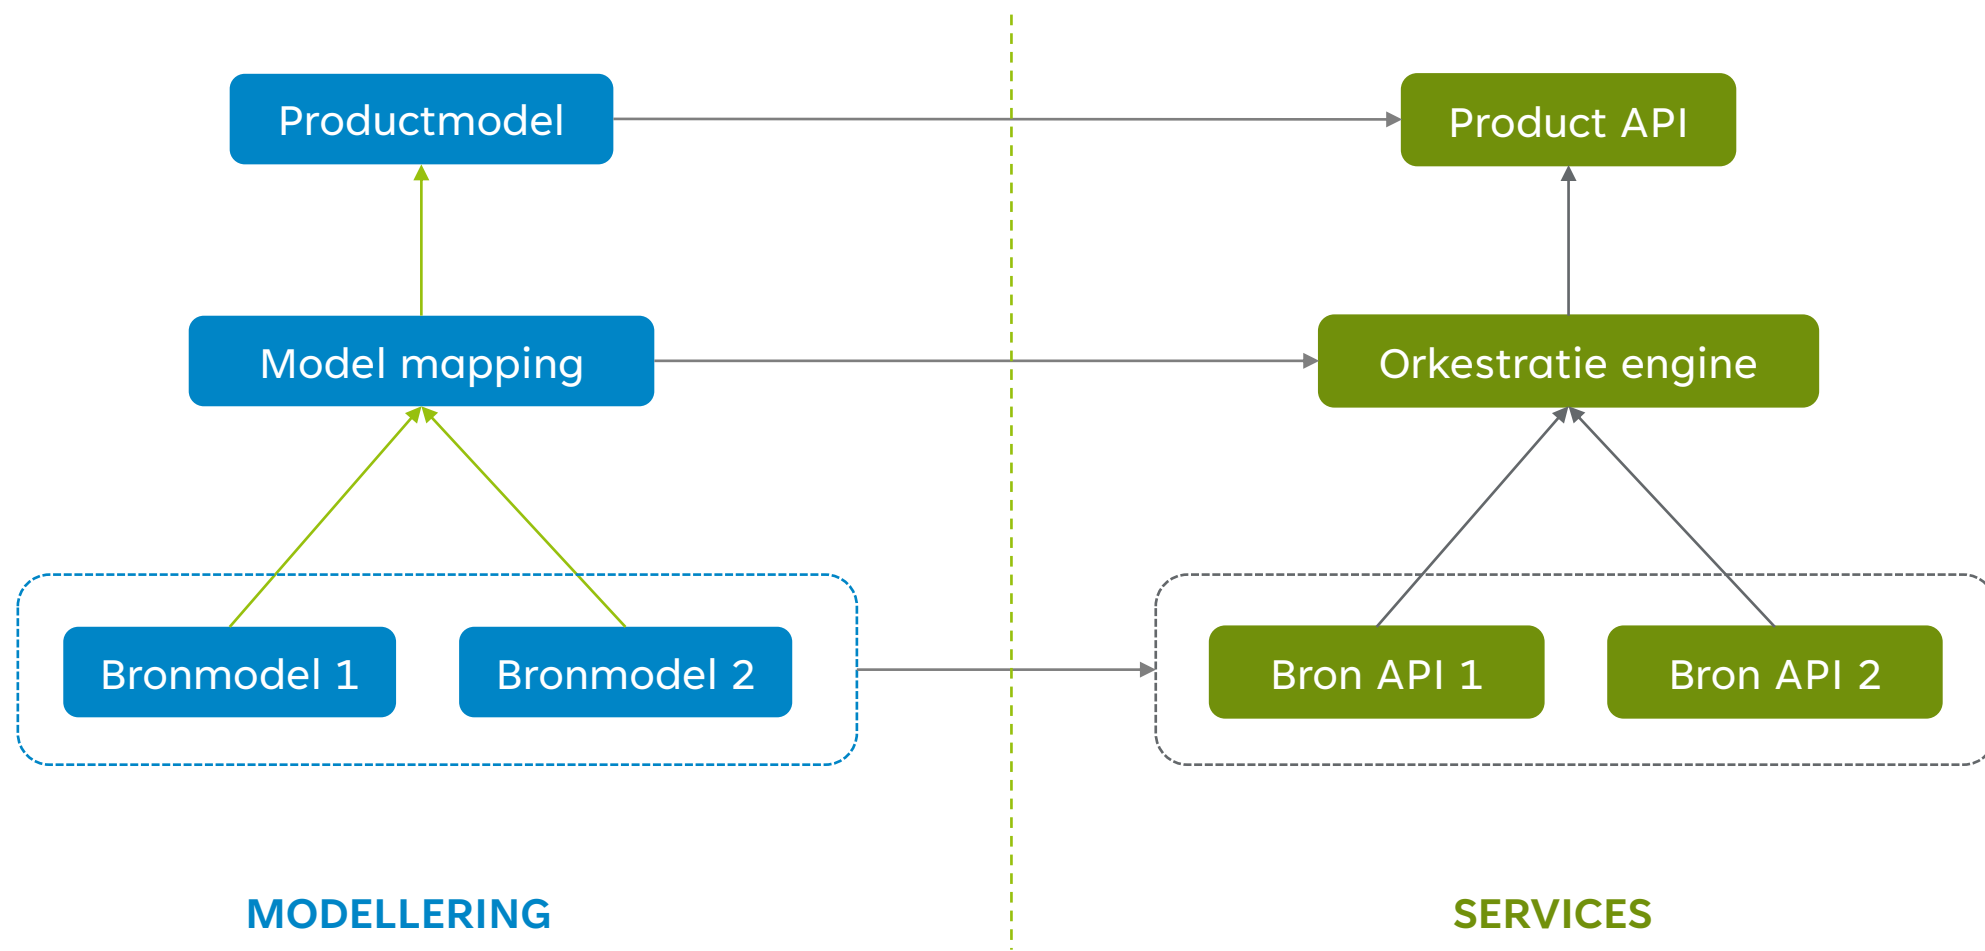 Productmodel
Product API
Model mapping
Orkestratie engine
Bronmodel 1
Bronmodel 2
Bron API 1
Bron API 2
MODELLERING
SERVICES